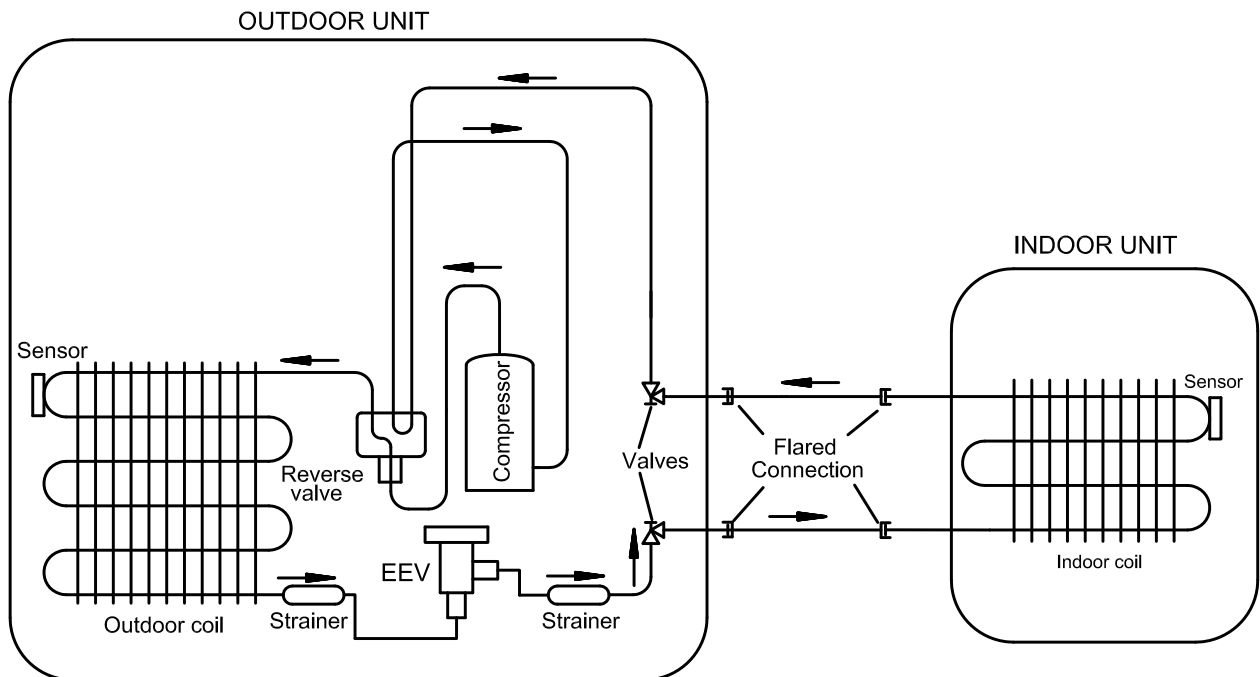 OUTDOOR UNIT
INDOOR UNIT
Sensor
Compressor
Sensor
Reverse
valve
Valves
Flared
Connection
EEV
Indoor coil
Outdoor coil
Strainer
Strainer